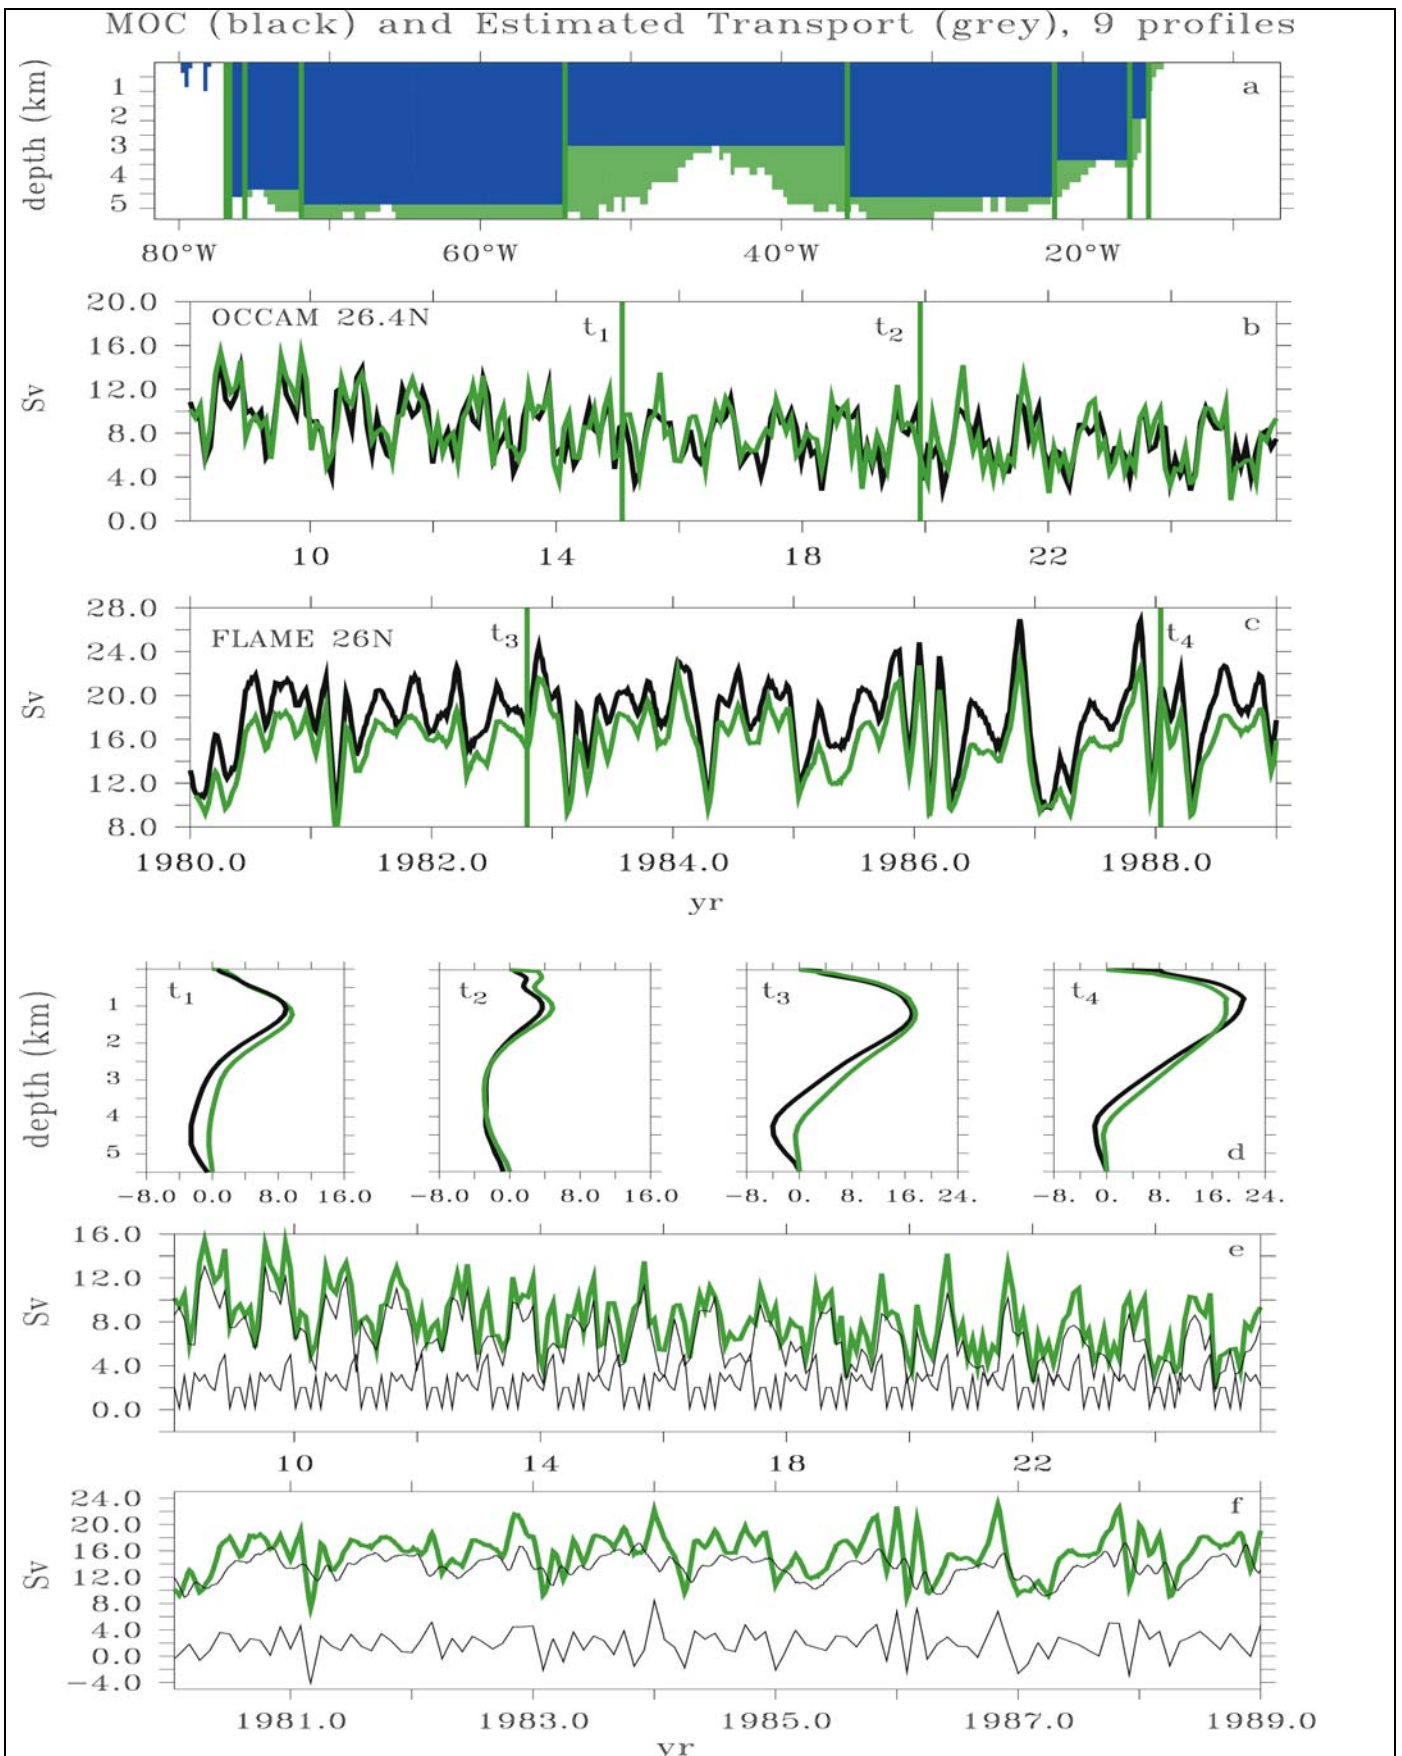 MOC (black) and Estimated Transport (grey), 9 profiles
depth (km)
a
1
2
3
4
5
80°W 60°W 40°W 20°W
Sv
20.0
16.0
12.0
8.0
4.0
0.0
OCCAM 26.4N
t1
t2
b
10 14 18 22
Sv
28.0
24.0
20.0
16.0
12.0
8.0
FLAME 26N
t3
t4
c
1980.0 1982.0 1984.0 1986.0 1988.0
yr
depth (km)
1
2
3
4
5
t1
t2
t3
t4
d
-8.0 0.0 8.0 16.0
-8.0 0.0 8.0 16.0
-8. 0. 8. 16. 24.
-8. 0. 8. 16. 24.
Sv
16.0
12.0
8.0
4.0
0.0
e
10 14 18 22
Sv
24.0
20.0
16.0
12.0
8.0
4.0
0.0
-4.0
f
1981.0 1983.0 1985.0 1987.0 1989.0
yr